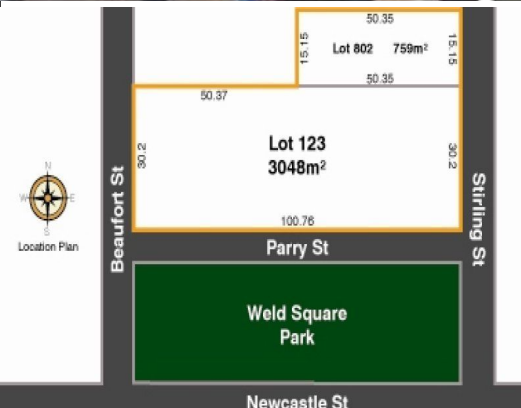 50.35
15.15
Lot 802 759m²
15.15
50.35
50.37
30.2
Lot 123
3048m²
30.2
100.76
N
W
E
S
Location Plan
Beaufort St
Stirling St
Parry St
Weld Square
Park
Newcastle St